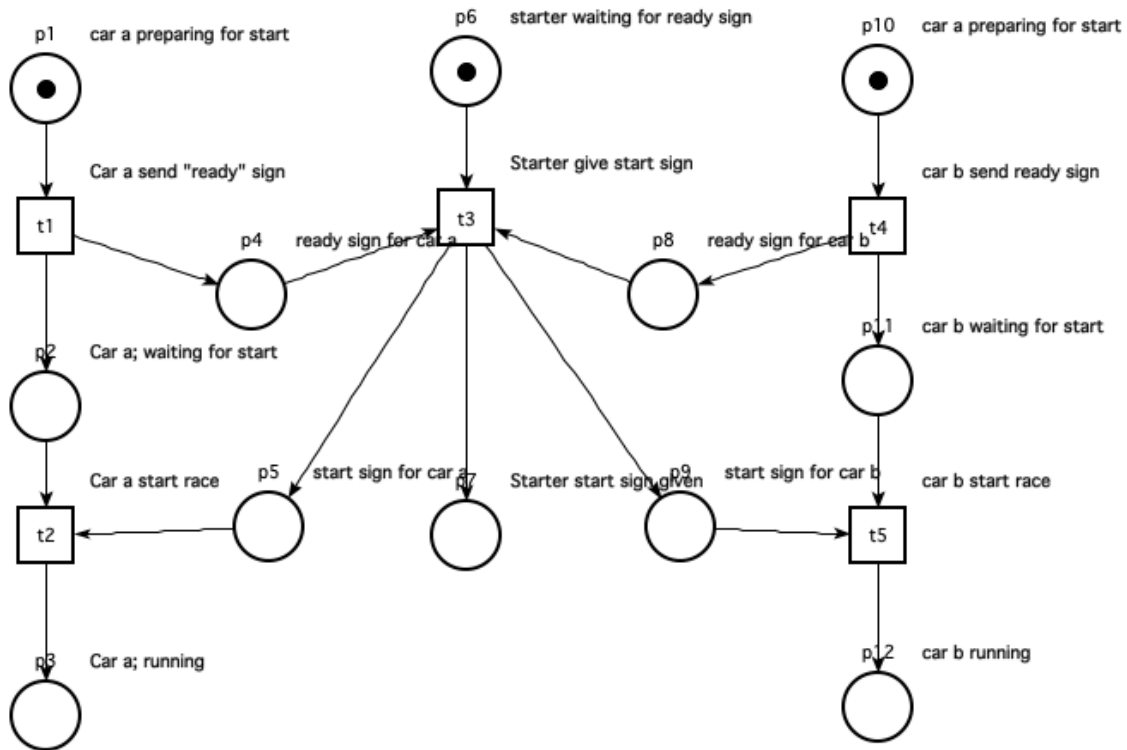 p1 car a preparing for start
p6 starter waiting for ready sign
p10 car a preparing for start
Car a send "ready" sign
Starter give start sign
car b send ready sign
t1
t3
t4
p4 ready sign for car a
p8 ready sign for car b
p2 Car a; waiting for start
p11 car b waiting for start
Car a start race
p5 start sign for car a
p7 Starter start sign given
p9 start sign for car b
car b start race
t2
t5
p3 Car a; running
p12 car b running